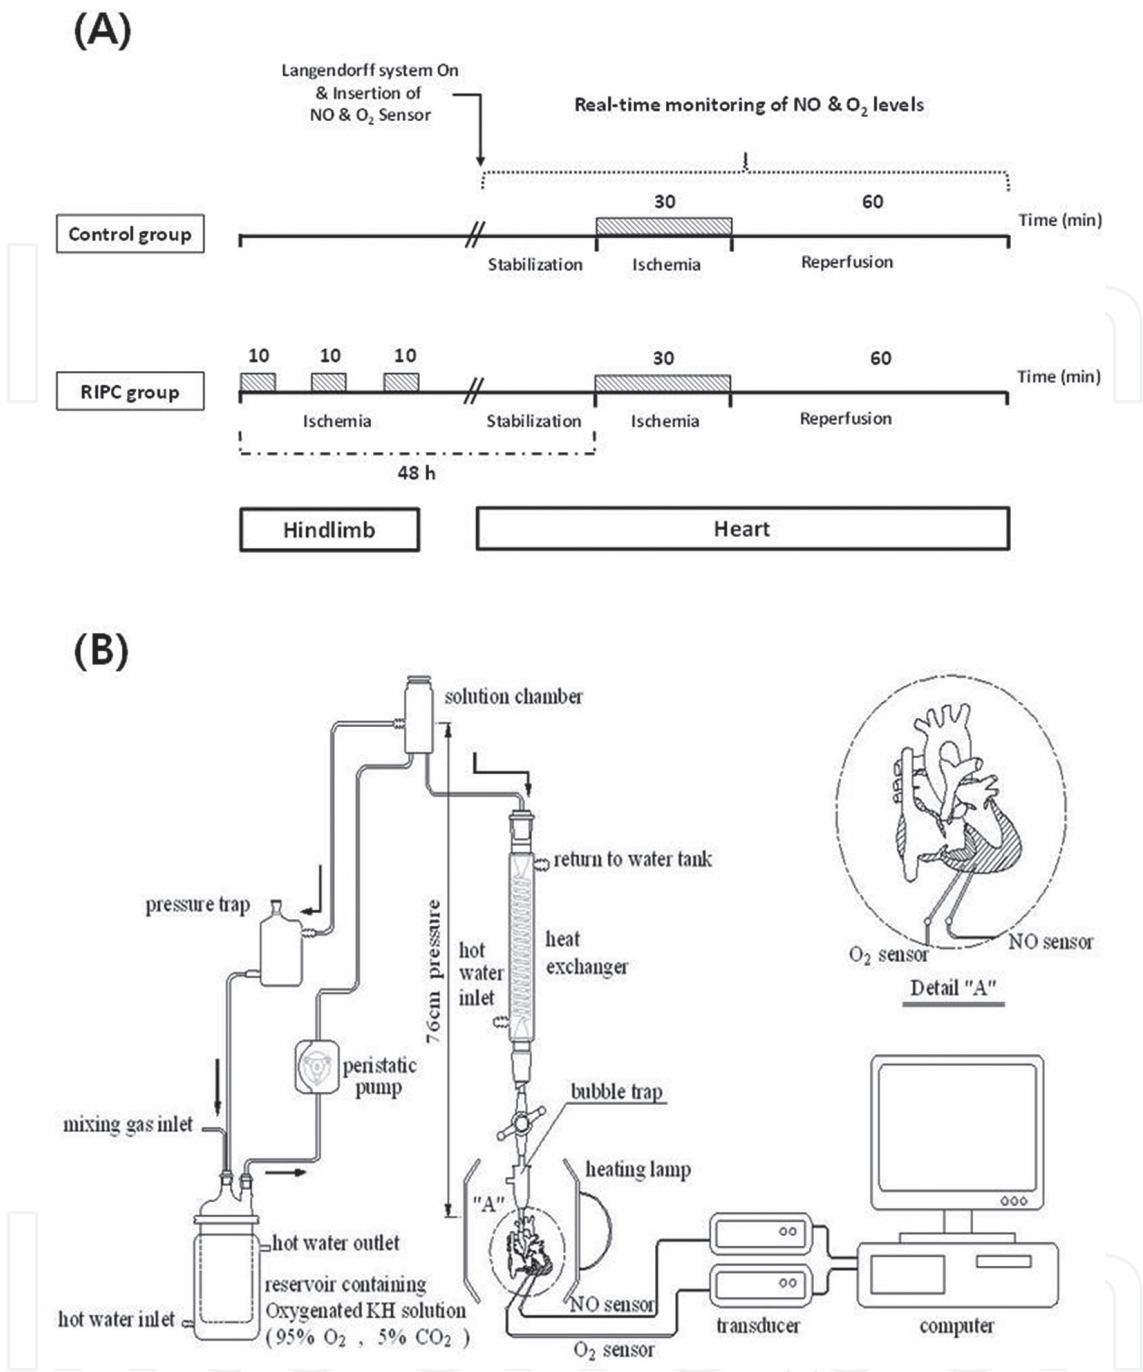 (A)
Langendorff system On
& Insertion of
NO & O2 Sensor
Real-time monitoring of NO & O2 levels
30
60
Control group
Time (min)
Stabilization
Ischemia
Reperfusion
10
10
10
30
60
RIPC group
Time (min)
Ischemia
Stabilization
Ischemia
Reperfusion
48 h
Hindlimb
Heart
(B)
solution chamber
return to water tank
pressure trap
76cm pressure
hot
water
inlet
heat
exchanger
O2 sensor
NO sensor
Detail "A"
peristatic
pump
bubble trap
mixing gas inlet
heating lamp
"A"
hot water outlet
reservoir containing
Oxygenated KH solution
(95% O2 , 5% CO2 )
hot water inlet
NO sensor
O2 sensor
transducer
computer